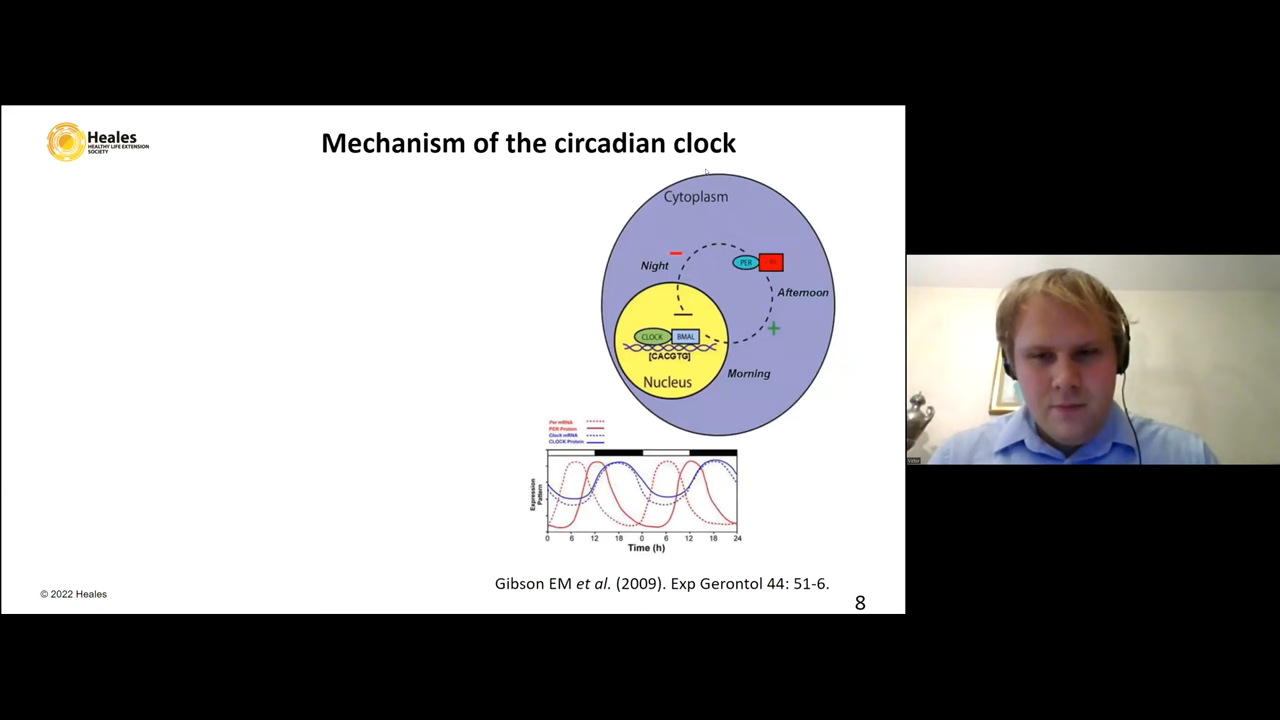 Heales
HEALTHY LIFE EXTENSION
SOCIETY
Mechanism of the circadian clock
Cytoplasm
Night
PER
Afternoon
+
CLOCK
BMAL
[CACGTG]
Nucleus
Morning
Per mRNA
PER Protein
Clock mRNA
CLOCK Protein
Expression
Pattern
0 6 12 18 0 6 12 18 24
Time (h)
Gibson EM et al. (2009). Exp Gerontol 44: 51-6.
© 2022 Heales
8
Victor